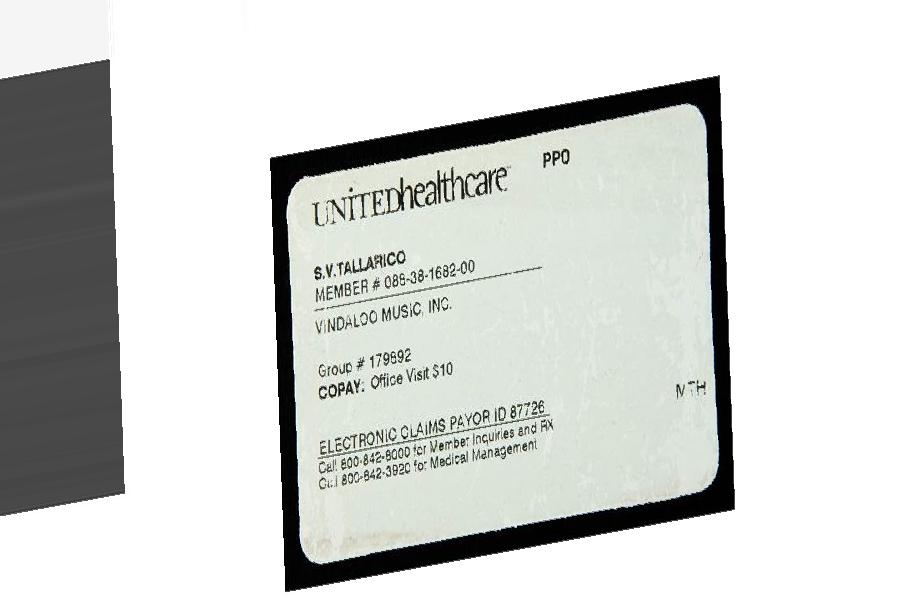 UNiTEDhealthcare™ PPO
S.V.TALLARICO
MEMBER # 086-38-1682-00
VINDALOO MUSIC, INC.
Group # 179692
COPAY: Office Visit $10
MTH
ELECTRONIC CLAIMS PAYOR ID 87726
Call 800-842-8000 for Member Inquiries and RX
Call 800-842-3920 for Medical Management